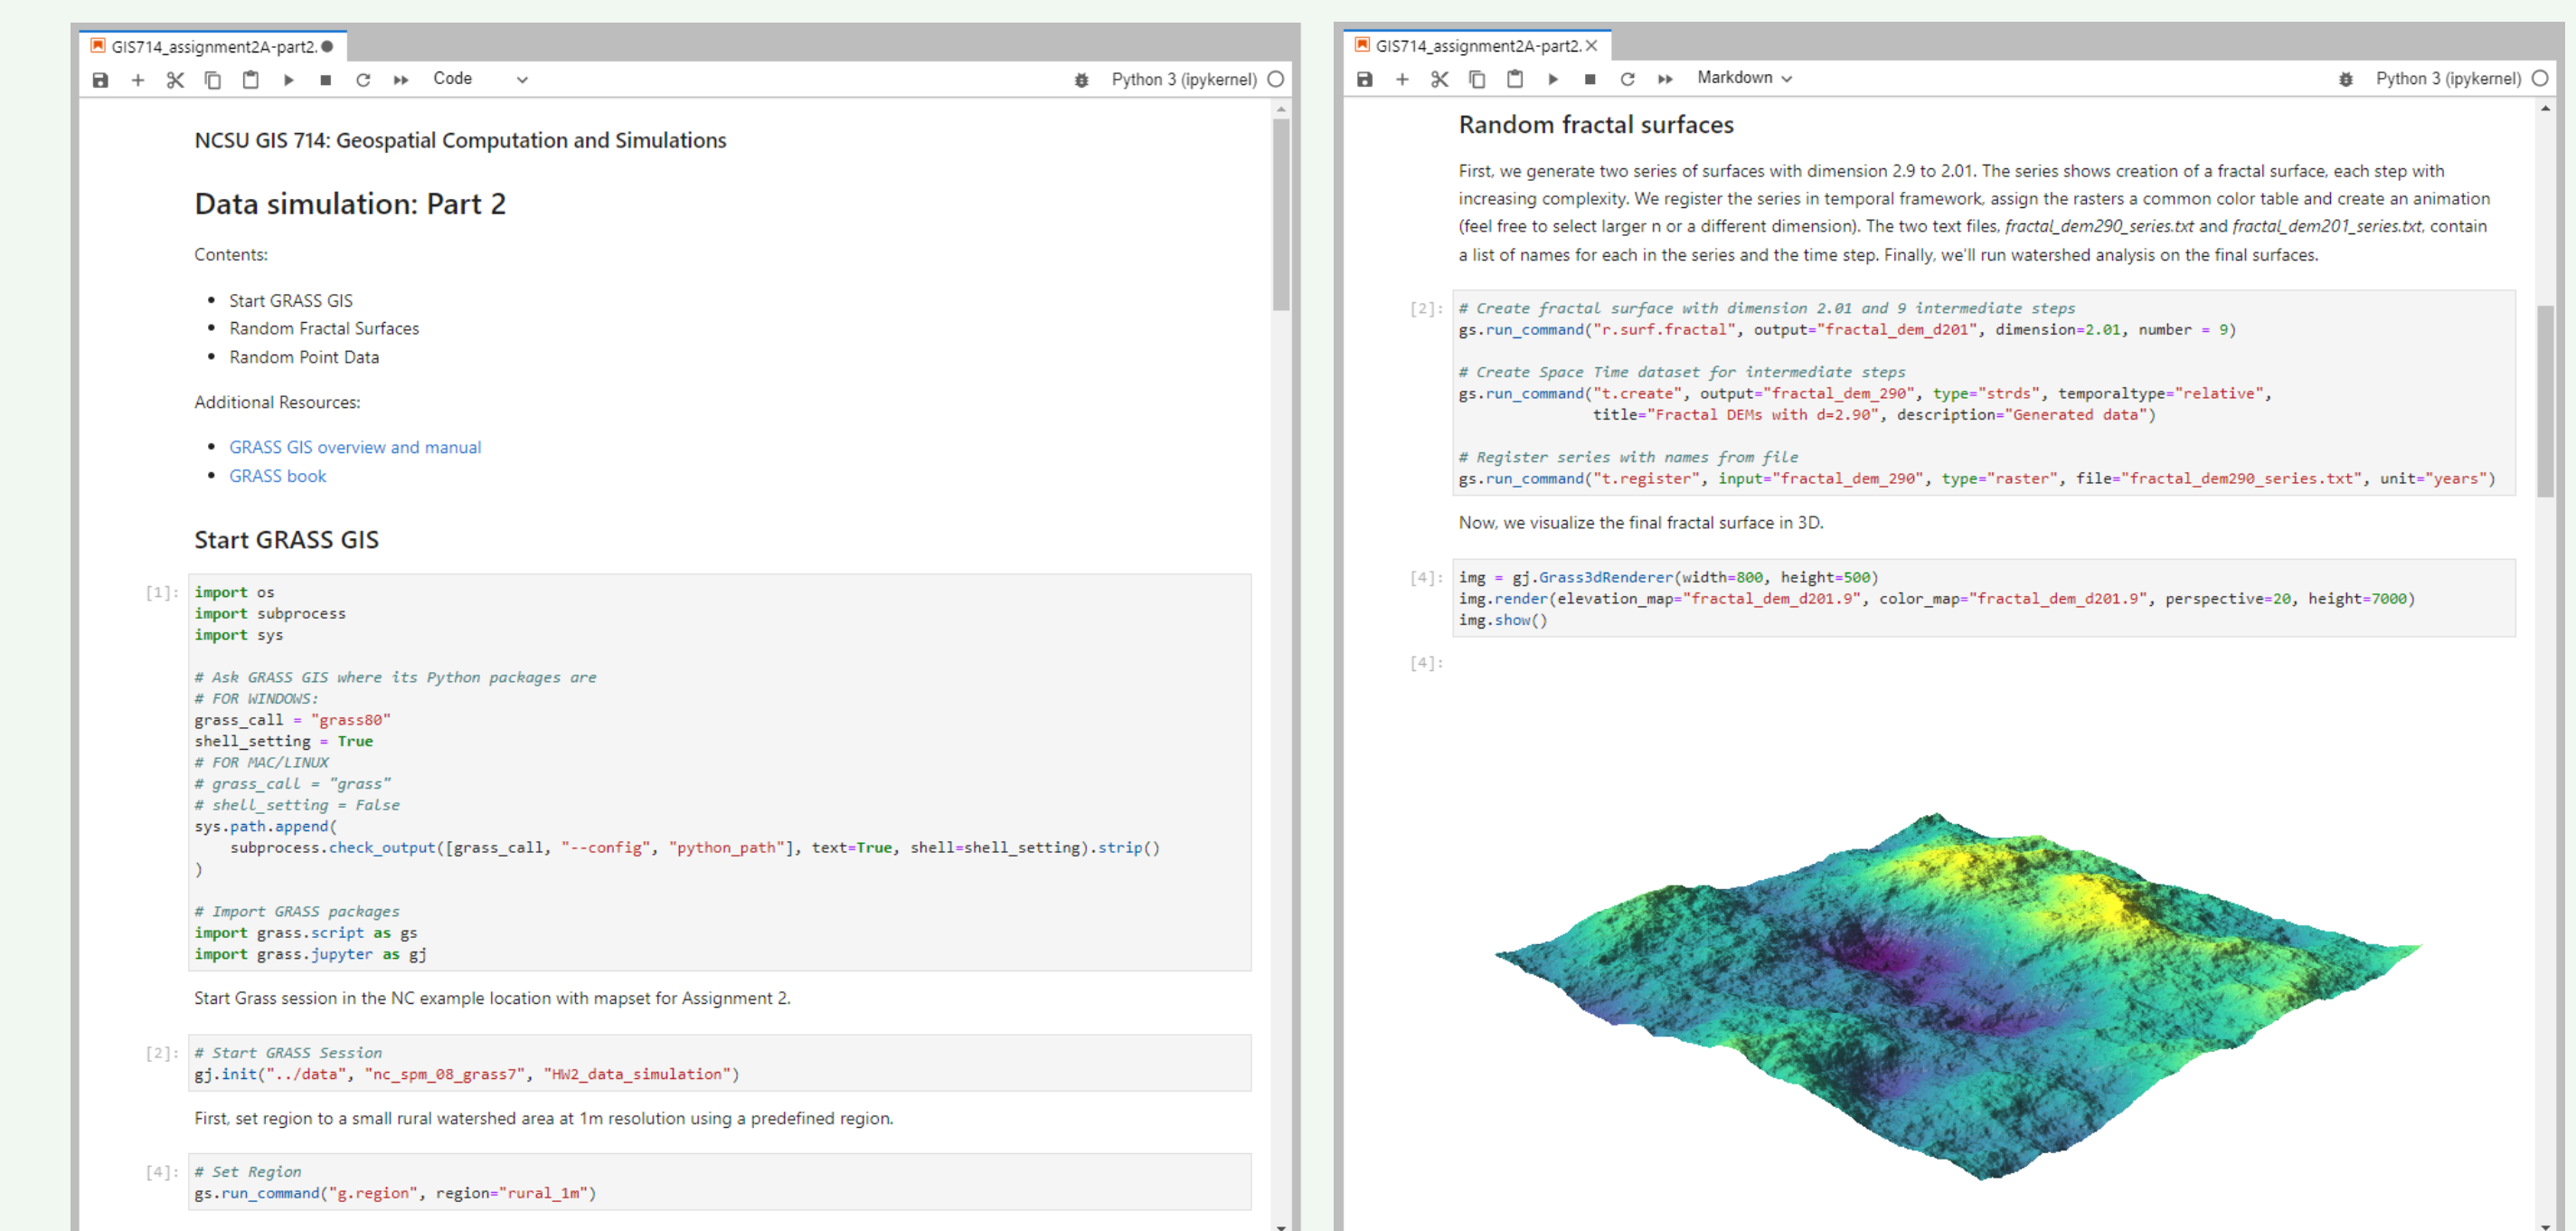 GIS714_assignment2A-part2.
Code
Python 3 (ipykernel)
NCSU GIS 714: Geospatial Computation and Simulations
Data simulation: Part 2
Contents:
• Start GRASS GIS
• Random Fractal Surfaces
• Random Point Data
Additional Resources:
• GRASS GIS overview and manual
• GRASS book
Start GRASS GIS
[1]:
import os
import subprocess
import sys
# Ask GRASS GIS where its Python packages are
# FOR WINDOWS:
grass_call = "grass80"
shell_setting = True
# FOR MAC/LINUX
# grass_call = "grass"
# shell_setting = False
sys.path.append(
    subprocess.check_output([grass_call, "--config", "python_path"], text=True, shell=shell_setting).strip()
)
# Import GRASS packages
import grass.script as gs
import grass.jupyter as gj
Start Grass session in the NC example location with mapset for Assignment 2.
[2]:
# Start GRASS Session
gj.init("../data", "nc_spm_08_grass7", "HW2_data_simulation")
First, set region to a small rural watershed area at 1m resolution using a predefined region.
[4]:
# Set Region
gs.run_command("g.region", region="rural_1m")
GIS714_assignment2A-part2.
Markdown
Python 3 (ipykernel)
Random fractal surfaces
First, we generate two series of surfaces with dimension 2.9 to 2.01. The series shows creation of a fractal surface, each step with
increasing complexity. We register the series in temporal framework, assign the rasters a common color table and create an animation
(feel free to select larger n or a different dimension). The two text files, fractal_dem290_series.txt and fractal_dem201_series.txt, contain
a list of names for each in the series and the time step. Finally, we'll run watershed analysis on the final surfaces.
[2]:
# Create fractal surface with dimension 2.01 and 9 intermediate steps
gs.run_command("r.surf.fractal", output="fractal_dem_d201", dimension=2.01, number = 9)
# Create Space Time dataset for intermediate steps
gs.run_command("t.create", output="fractal_dem_290", type="strds", temporaltype="relative",
               title="Fractal DEMs with d=2.90", description="Generated data")
# Register series with names from file
gs.run_command("t.register", input="fractal_dem_290", type="raster", file="fractal_dem290_series.txt", unit="years")
Now, we visualize the final fractal surface in 3D.
[4]:
img = gj.Grass3dRenderer(width=800, height=500)
img.render(elevation_map="fractal_dem_d201.9", color_map="fractal_dem_d201.9", perspective=20, height=7000)
img.show()
[4]: